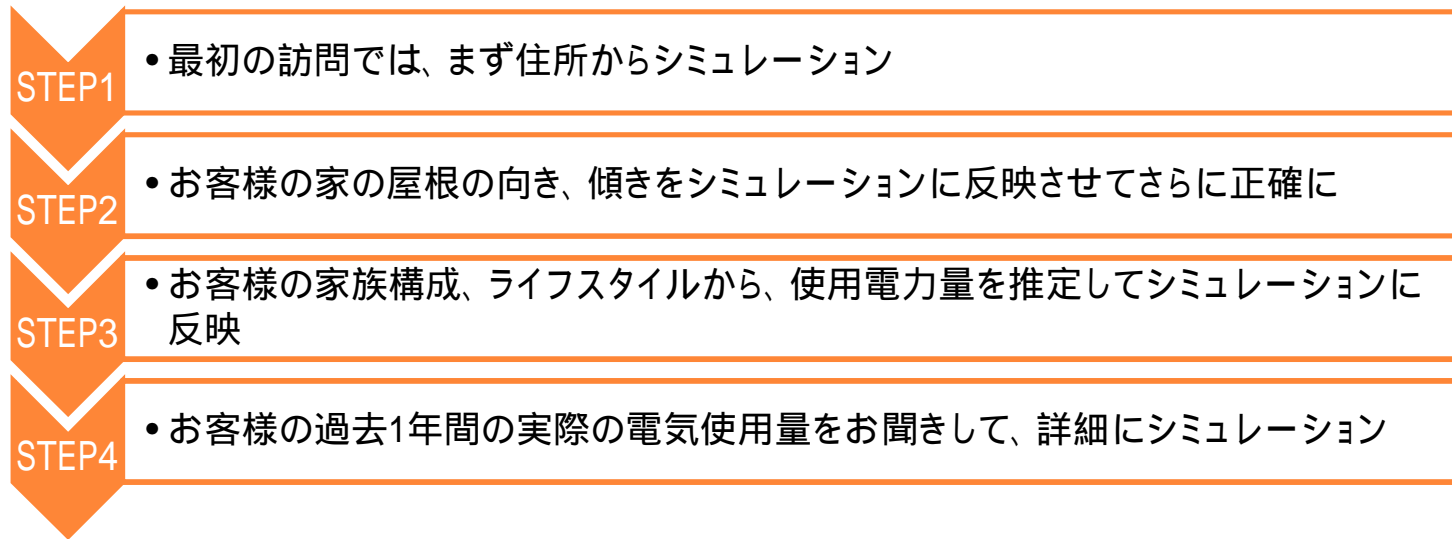 STEP1
•最初の訪問では、まず住所からシミュレーション
STEP2
•お客様の家の屋根の向き、傾きをシミュレーションに反映させてさらに正確に
STEP3
•お客様の家族構成、ライフスタイルから、使用電力量を推定してシミュレーションに
反映
STEP4
•お客様の過去1年間の実際の電気使用量をお聞きして、詳細にシミュレーション